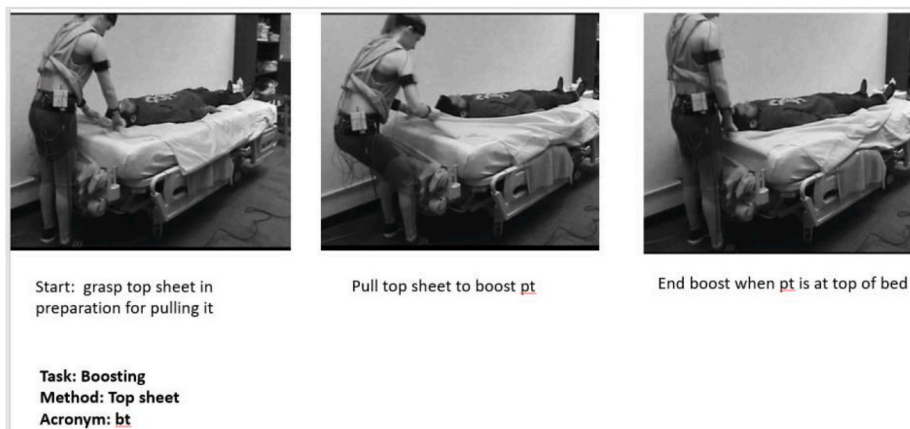 Start: grasp top sheet in
preparation for pulling it
Pull top sheet to boost pt
End boost when pt is at top of bed
Task: Boosting
Method: Top sheet
Acronym: bt